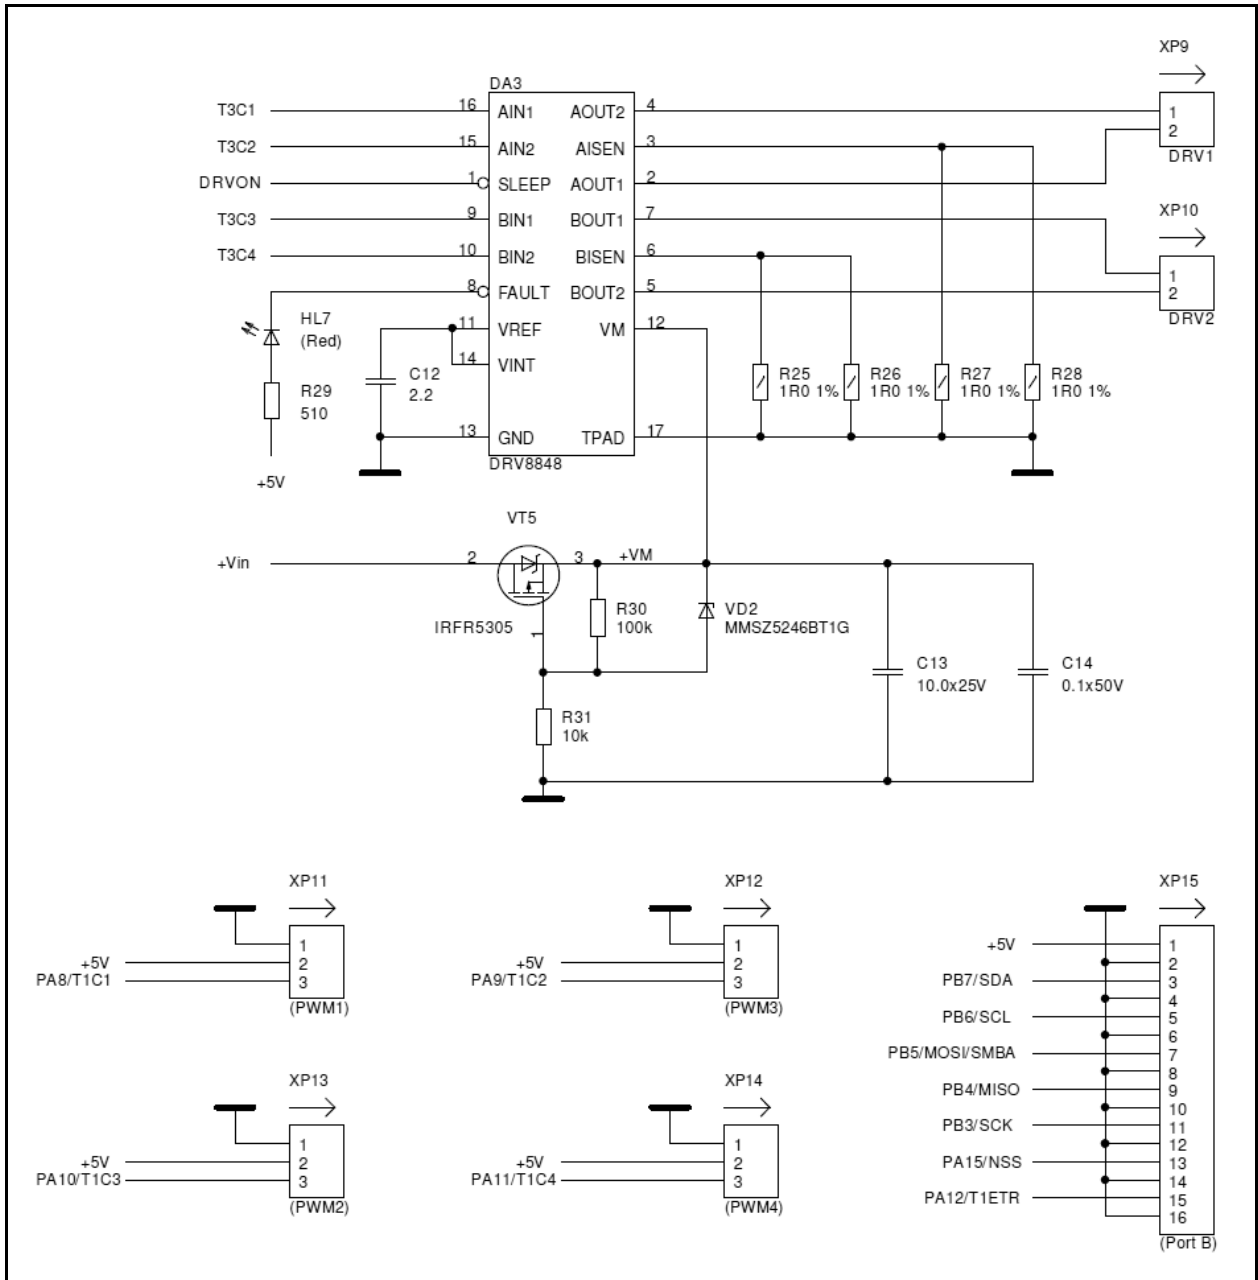 XP9
DA3
T3C1 16 AIN1 AOUT2 4 1
2
T3C2 15 AIN2 AISEN 3 DRV1
DRVON 1 SLEEP AOUT1 2
XP10
T3C3 9 BIN1 BOUT1 7
T3C4 10 BIN2 BISEN 6
1
8 FAULT BOUT2 5 2
HL7 DRV2
(Red) 11 VREF VM 12
14 VINT
C12 R25 R26 R27 R28
2.2 1R0 1% 1R0 1% 1R0 1% 1R0 1%
R29
510
13 GND TPAD 17
DRV8848
+5V
VT5
+Vin 2 3 +VM
R30 VD2
IRFR5305 1 100k MMSZ5246BT1G
C13 C14
10.0x25V 0.1x50V
R31
10k
XP11 XP12 XP15
1 1 +5V 1
+5V 2 +5V 2 2
PA8/T1C1 3 PA9/T1C2 3 PB7/SDA 3
(PWM1) (PWM3) 4
PB6/SCL 5
6
PB5/MOSI/SMBA 7
XP13 XP14 8
PB4/MISO 9
10
PB3/SCK 11
1 1 12
+5V 2 +5V 2 PA15/NSS 13
PA10/T1C3 3 PA11/T1C4 3 14
(PWM2) (PWM4) PA12/T1ETR 15
16
(Port B)